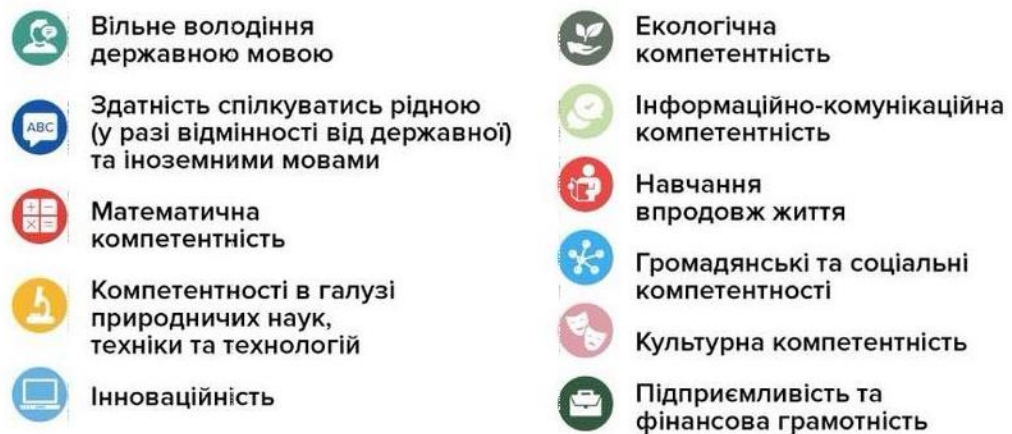 Вільне володіння
державною мовою
ABC
Здатність спілкуватись рідною
(у разі відмінності від державної)
та іноземними мовами
Математична
компетентність
Компетентності в галузі
природничих наук,
техніки та технологій
Інноваційність
Екологічна
компетентність
Інформаційно-комунікаційна
компетентність
Навчання
впродовж життя
Громадянські та соціальні
компетентності
Культурна компетентність
Підприємливість та
фінансова грамотність